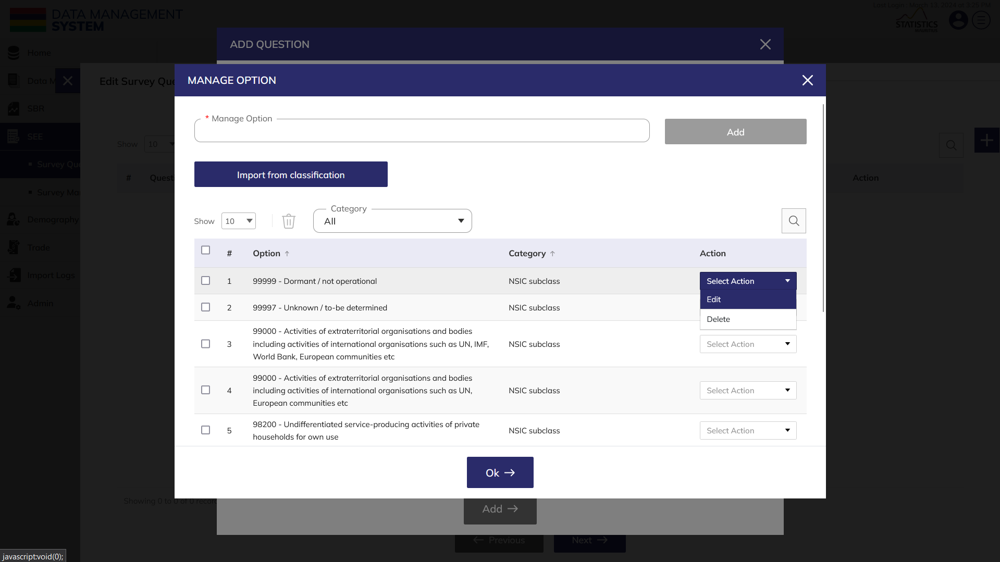 DATA MANAGEMENT
SYSTEM
Last Login : March 13, 2024 at 3:25 PM
STATISTICS
MAURITIUS
Home
Data M
SBR
SEE
Survey Que
Survey Ma
Demography
Trade
Import Logs
Admin
ADD QUESTION
Edit Survey Que
Show 10
# Questi
Action
MANAGE OPTION
* Manage Option
Add
Import from classification
Show 10
Category
All
# Option ↑ Category ↑ Action
1 99999 - Dormant / not operational NSIC subclass Select Action
Edit
2 99997 - Unknown / to-be determined NSIC subclass
Delete
3 99000 - Activities of extraterritorial organisations and bodies
including activities of international organisations such as UN, IMF,
World Bank, European communities etc
NSIC subclass Select Action
4 99000 - Activities of extraterritorial organisations and bodies
including activities of international organisations such as UN,
European communities etc
NSIC subclass Select Action
5 98200 - Undifferentiated service-producing activities of private
households for own use
NSIC subclass Select Action
Ok →
Showing 0 to 0 of 0 record
Add →
← Previous
Next →
javascript:void(0);